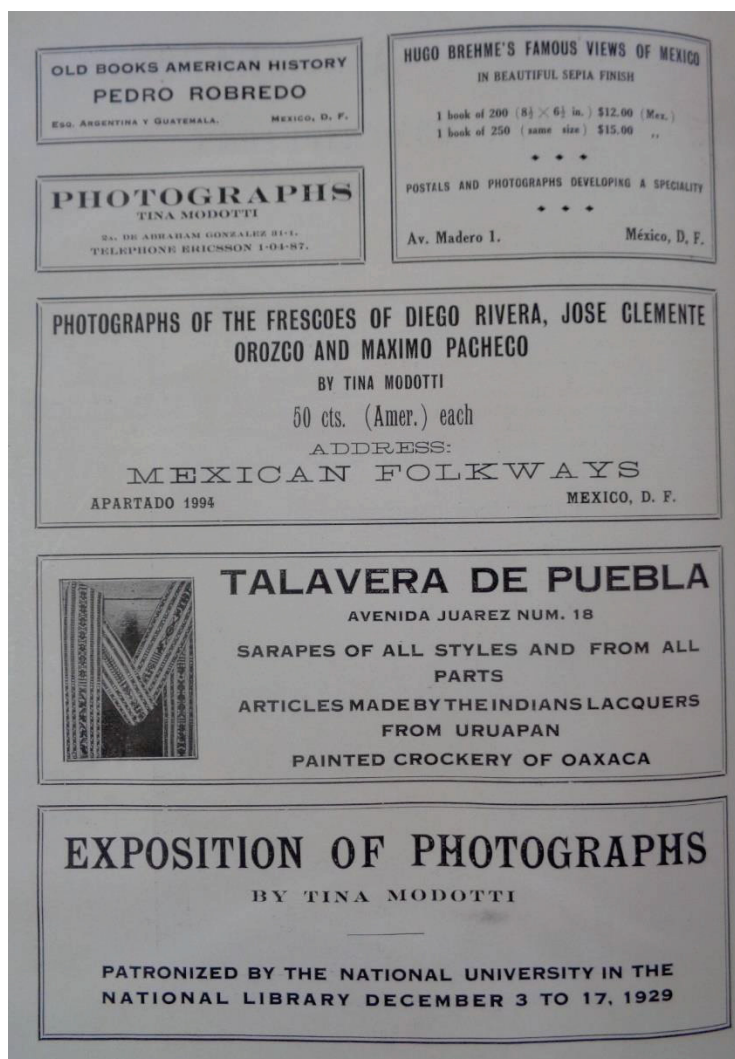 OLD BOOKS AMERICAN HISTORY
PEDRO ROBREDO
Esq. Argentina y Guatemala. Mexico, D. F.
PHOTOGRAPHS
TINA MODOTTI
2a. DE ABRAHAM GONZALEZ 31-1.
TELEPHONE ERICSSON 1-04-87.
HUGO BREHME'S FAMOUS VIEWS OF MEXICO
IN BEAUTIFUL SEPIA FINISH
1 book of 200 (8½ × 6½ in.) $12.00 (Mex.)
1 book of 250 (same size) $15.00 ,,
POSTALS AND PHOTOGRAPHS DEVELOPING A SPECIALITY
Av. Madero 1. México, D, F.
PHOTOGRAPHS OF THE FRESCOES OF DIEGO RIVERA, JOSE CLEMENTE
OROZCO AND MAXIMO PACHECO
BY TINA MODOTTI
50 cts. (Amer.) each
ADDRESS:
MEXICAN FOLKWAYS
APARTADO 1994 MEXICO, D. F.
TALAVERA DE PUEBLA
AVENIDA JUAREZ NUM. 18
SARAPES OF ALL STYLES AND FROM ALL
PARTS
ARTICLES MADE BY THE INDIANS LACQUERS
FROM URUAPAN
PAINTED CROCKERY OF OAXACA
EXPOSITION OF PHOTOGRAPHS
BY TINA MODOTTI
PATRONIZED BY THE NATIONAL UNIVERSITY IN THE
NATIONAL LIBRARY DECEMBER 3 TO 17, 1929